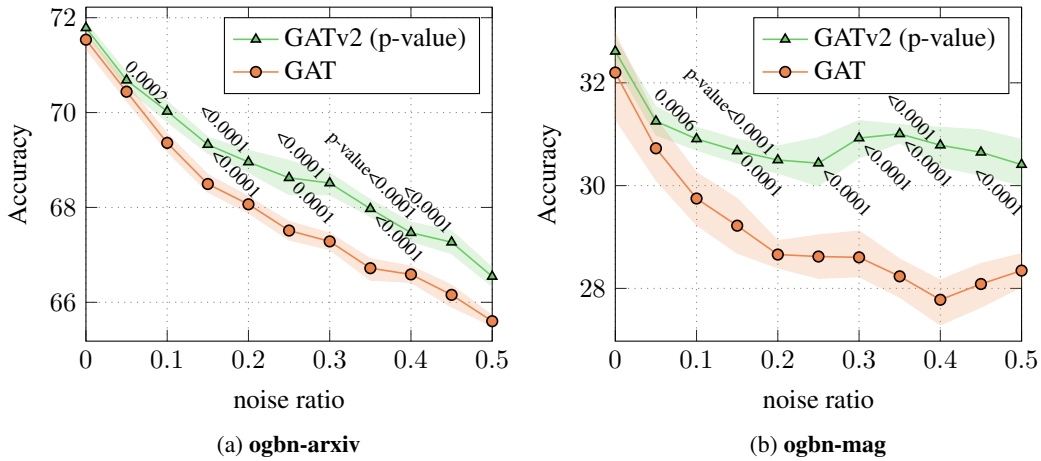 72
70
68
66
Accuracy
GATv2 (p-value)
GAT
0.0002
<0.0001
<0.0001
<0.0001
0.0001
p-value<0.0001
<0.0001
<0.0001
0
0.1
0.2
0.3
0.4
0.5
noise ratio
(a) ogbn-arxiv
32
30
28
Accuracy
GATv2 (p-value)
GAT
0.0006
0.0001
p-value<0.0001
<0.0001
<0.0001
<0.0001
<0.0001
<0.0001
0
0.1
0.2
0.3
0.4
0.5
noise ratio
(b) ogbn-mag